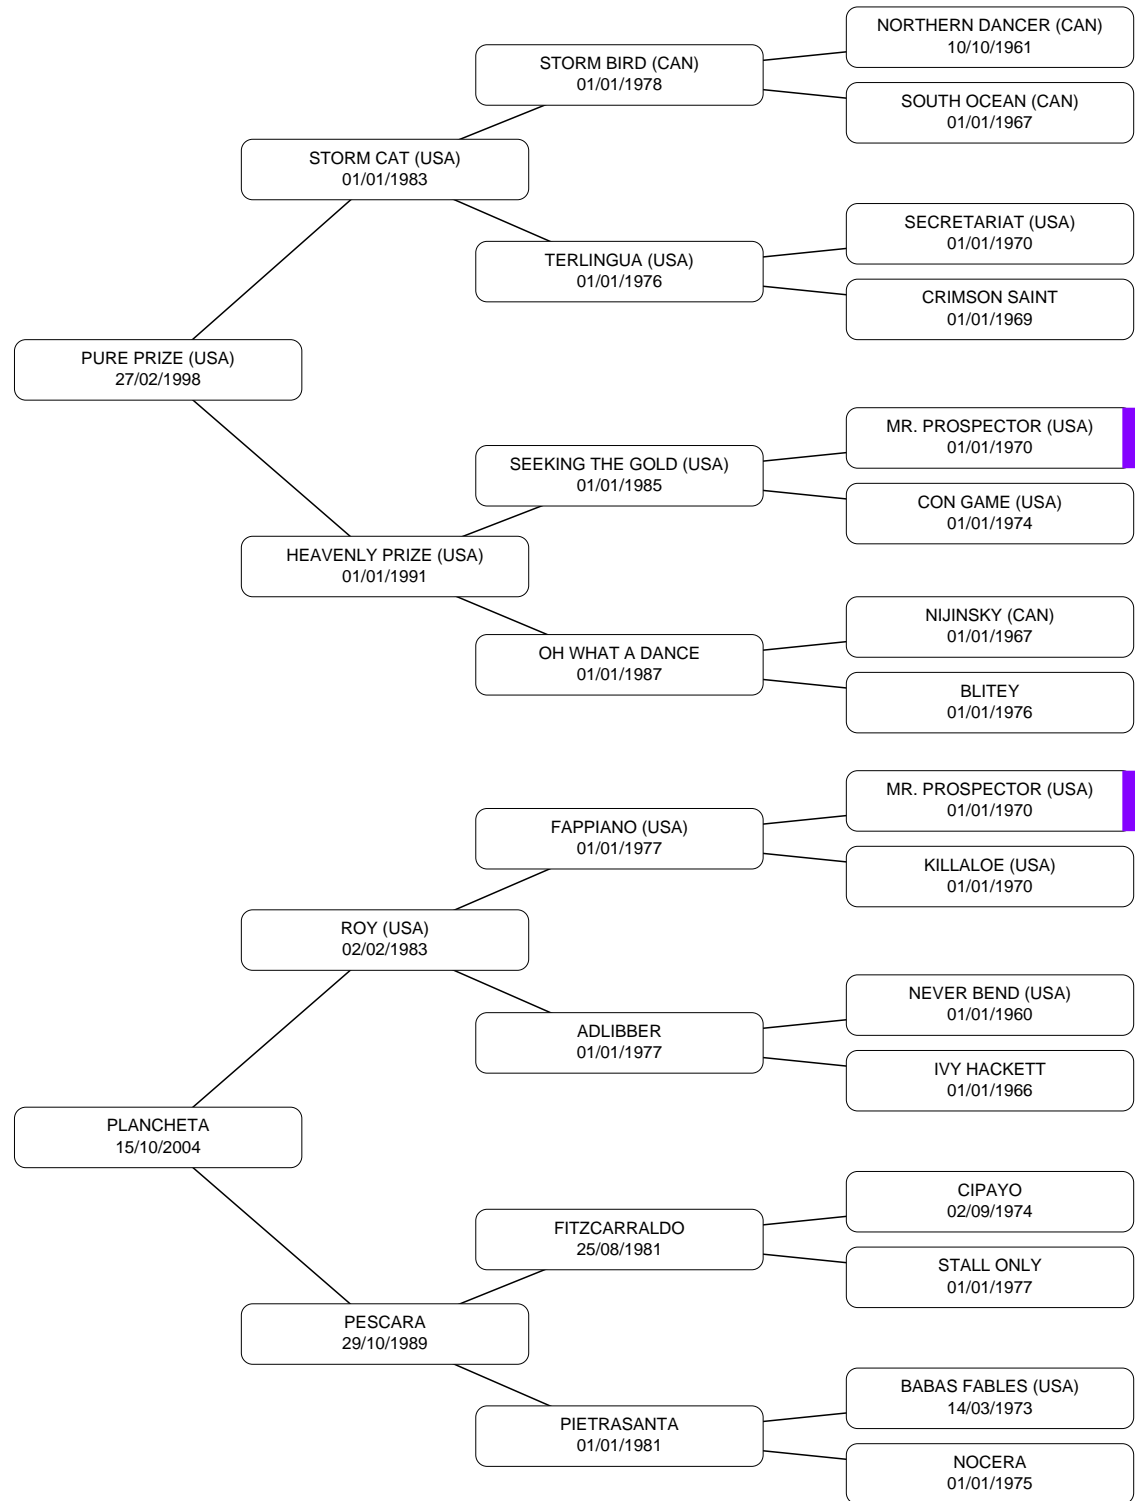 NORTHERN DANCER (CAN)
10/10/1961
STORM BIRD (CAN)
01/01/1978
SOUTH OCEAN (CAN)
01/01/1967
STORM CAT (USA)
01/01/1983
SECRETARIAT (USA)
01/01/1970
TERLINGUA (USA)
01/01/1976
CRIMSON SAINT
01/01/1969
PURE PRIZE (USA)
27/02/1998
MR. PROSPECTOR (USA)
01/01/1970
SEEKING THE GOLD (USA)
01/01/1985
CON GAME (USA)
01/01/1974
HEAVENLY PRIZE (USA)
01/01/1991
NIJINSKY (CAN)
01/01/1967
OH WHAT A DANCE
01/01/1987
BLITEY
01/01/1976
MR. PROSPECTOR (USA)
01/01/1970
FAPPIANO (USA)
01/01/1977
KILLALOE (USA)
01/01/1970
ROY (USA)
02/02/1983
NEVER BEND (USA)
01/01/1960
ADLIBBER
01/01/1977
IVY HACKETT
01/01/1966
PLANCHETA
15/10/2004
CIPAYO
02/09/1974
FITZCARRALDO
25/08/1981
STALL ONLY
01/01/1977
PESCARA
29/10/1989
BABAS FABLES (USA)
14/03/1973
PIETRASANTA
01/01/1981
NOCERA
01/01/1975